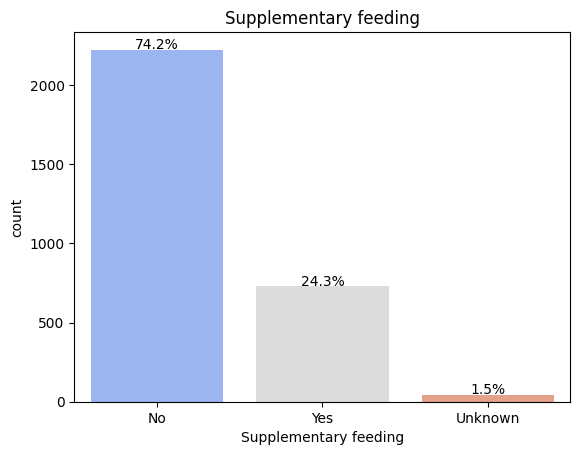 Supplementary feeding
74.2%
24.3%
1.5%
2000
1500
1000
500
0
count
No
Yes
Unknown
Supplementary feeding